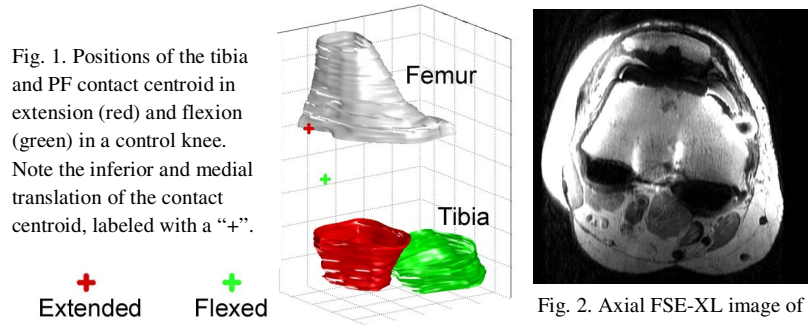 Fig. 1. Positions of the tibia
and PF contact centroid in
extension (red) and flexion
(green) in a control knee.
Note the inferior and medial
translation of the contact
centroid, labeled with a “+”.
Extended
Flexed
Femur
Tibia
Fig. 2. Axial FSE-XL image of